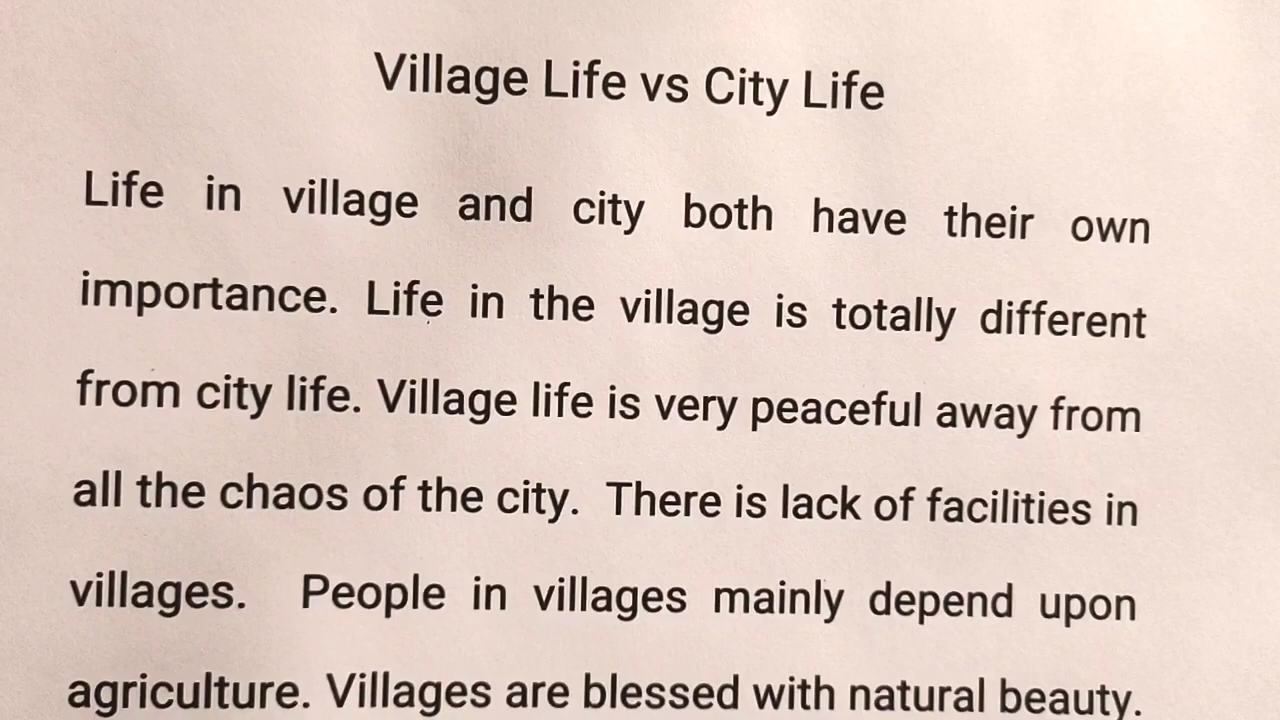 Village Life vs City Life
Life in village and city both have their own
importance. Life in the village is totally different
from city life. Village life is very peaceful away from
all the chaos of the city. There is lack of facilities in
villages. People in villages mainly depend upon
agriculture. Villages are blessed with natural beauty.